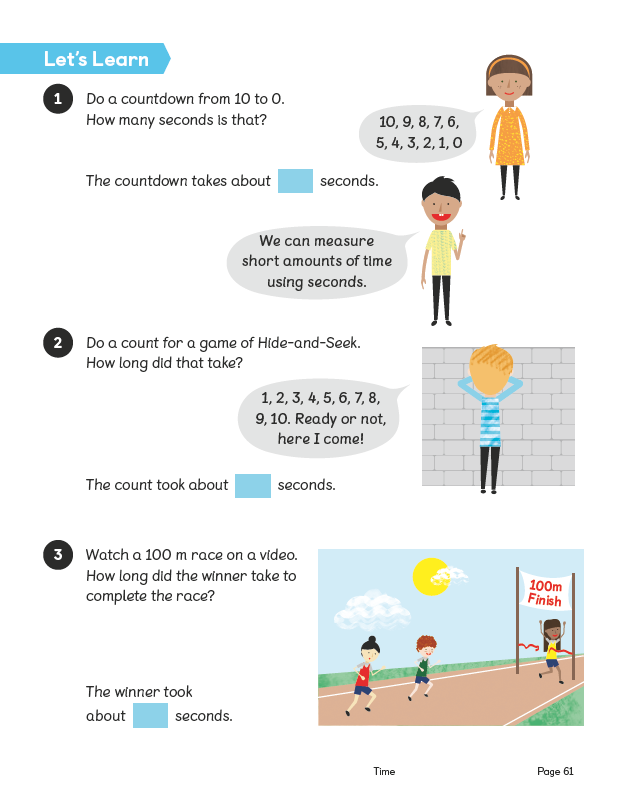 Let's Learn
1
Do a countdown from 10 to 0.
How many seconds is that?
10, 9, 8, 7, 6,
5, 4, 3, 2, 1, 0
The countdown takes about seconds.
We can measure
short amounts of time
using seconds.
2
Do a count for a game of Hide-and-Seek.
How long did that take?
1, 2, 3, 4, 5, 6, 7, 8,
9, 10. Ready or not,
here I come!
The count took about seconds.
3
Watch a 100 m race on a video.
How long did the winner take to
complete the race?
100m
Finish
The winner took
about seconds.
Time Page 61